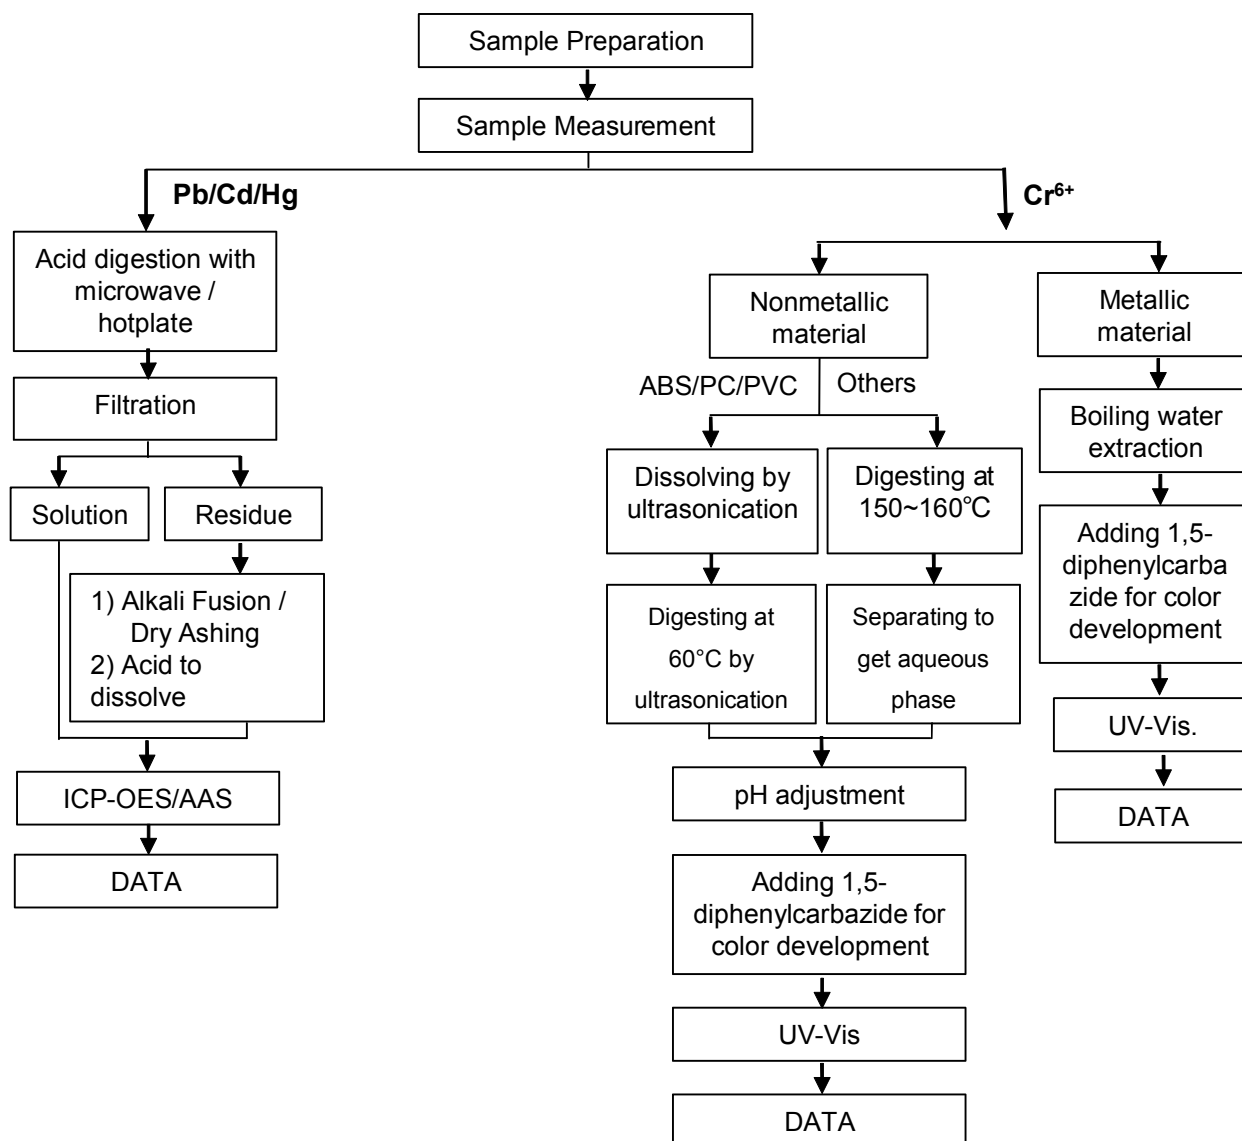 Sample Preparation
Sample Measurement
Pb/Cd/Hg
Acid digestion with
microwave /
hotplate
Filtration
Solution
Residue
1) Alkali Fusion /
Dry Ashing
2) Acid to
dissolve
ICP-OES/AAS
DATA
Cr⁶⁺
Nonmetallic
material
ABS/PC/PVC
Others
Dissolving by
ultrasonication
Digesting at
150~160℃
Digesting at
60°C by
ultrasonication
Separating to
get aqueous
phase
pH adjustment
Adding 1,5-
diphenylcarbazide for
color development
UV-Vis
DATA
Metallic
material
Boiling water
extraction
Adding 1,5-
diphenylcarba
zide for color
development
UV-Vis.
DATA